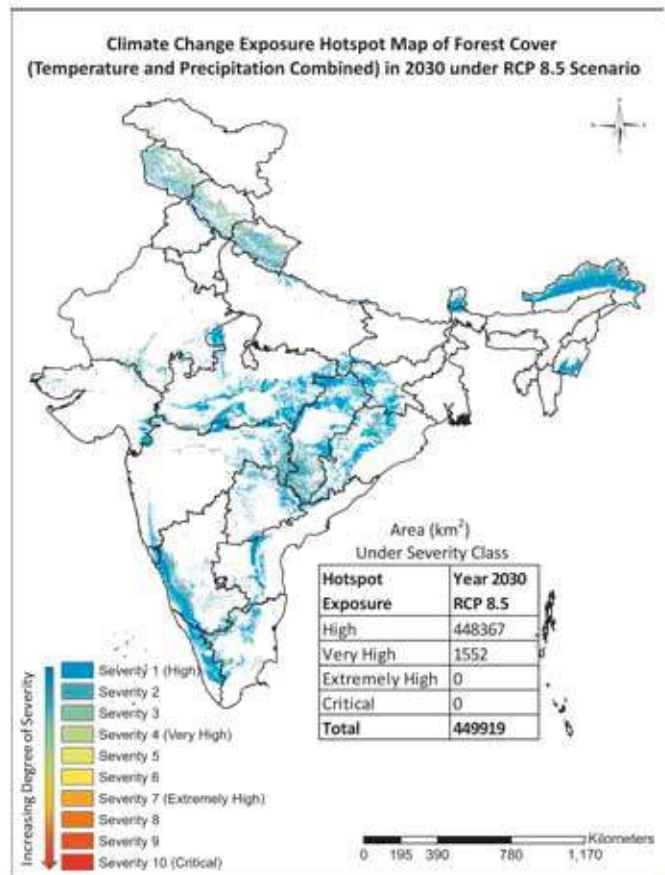 Climate Change Exposure Hotspot Map of Forest Cover
(Temperature and Precipitation Combined) in 2030 under RCP 8.5 Scenario
Area (km²)
Under Severity Class
Hotspot Exposure Year 2030 RCP 8.5
High 448367
Very High 1552
Extremely High 0
Critical 0
Total 449919
Increasing Degree of Severity
Severity 1 (High)
Severity 2
Severity 3
Severity 4 (Very High)
Severity 5
Severity 6
Severity 7 (Extremely High)
Severity 8
Severity 9
Severity 10 (Critical)
Kilometers
0 195 390 780 1,170